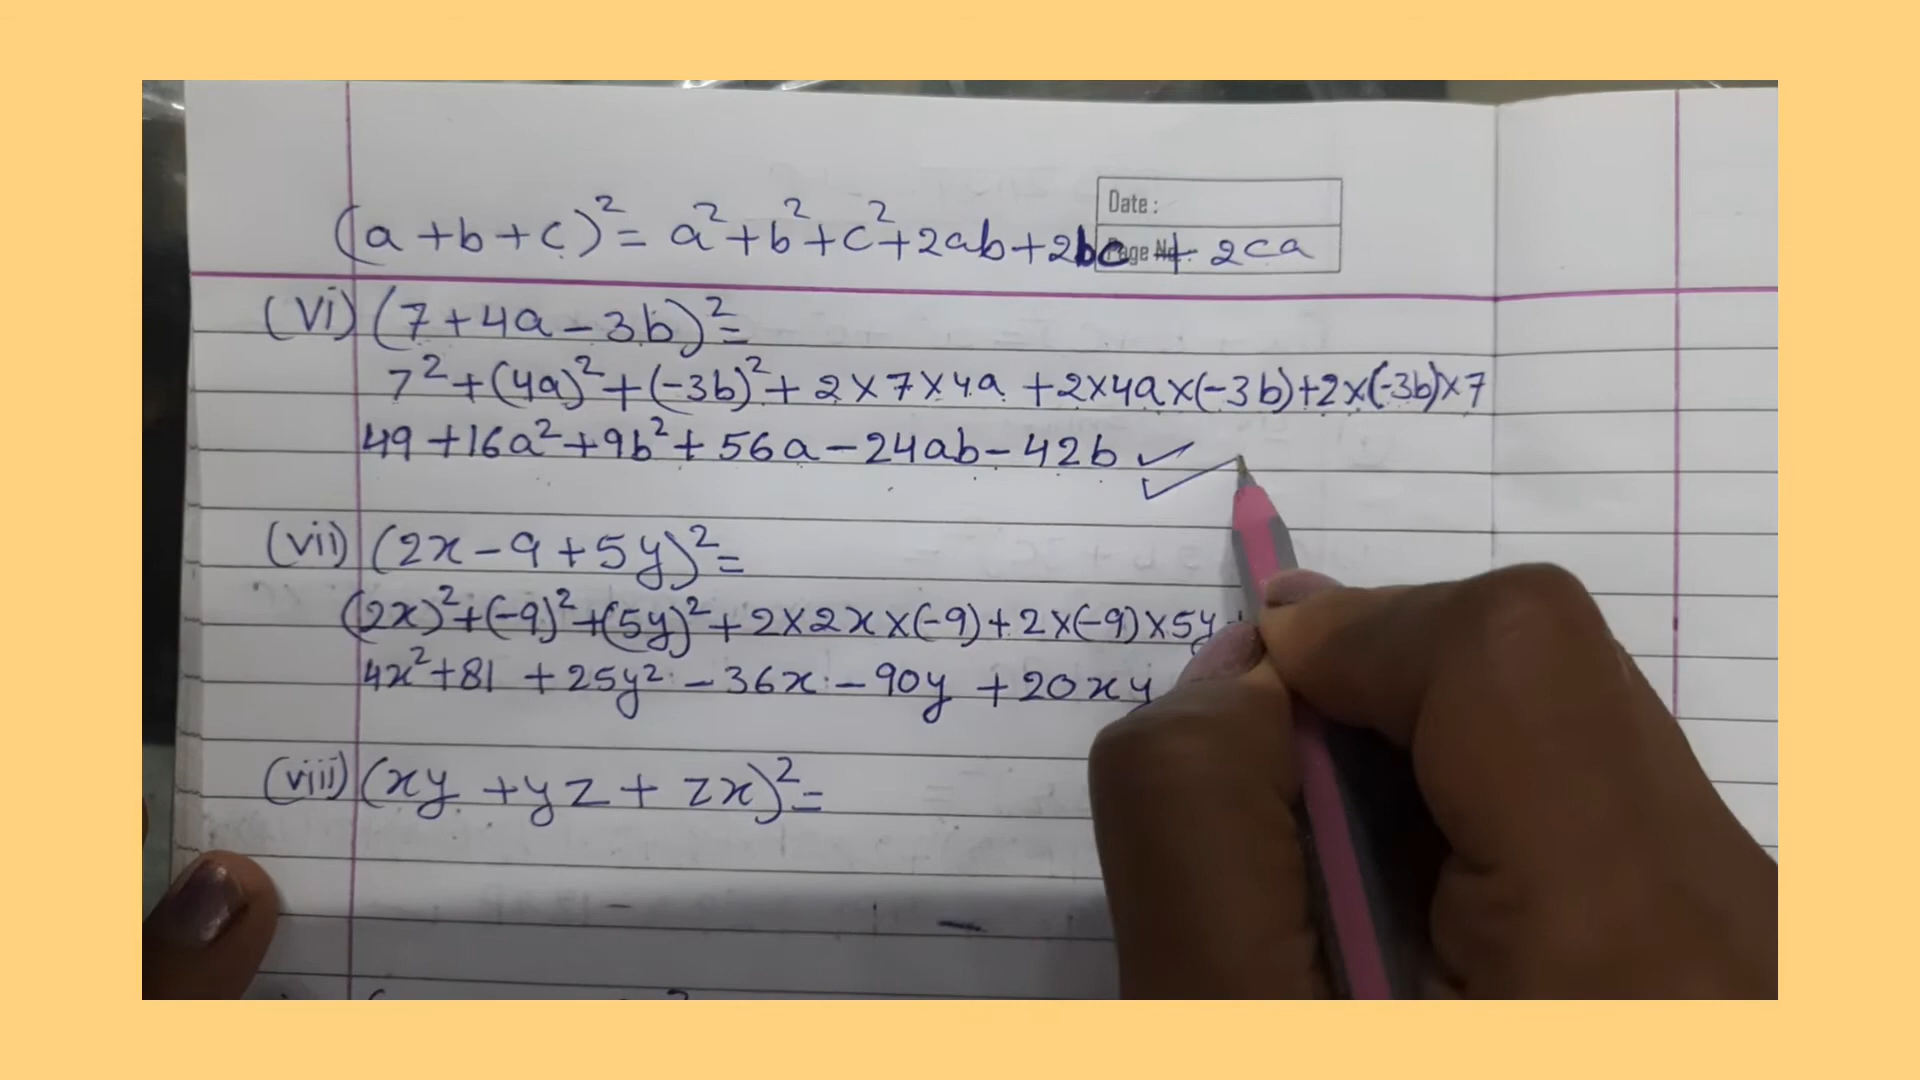 Date :
(a+b+c)² = a²+b²+c²+2ab+2bc + 2ca
Page No.:
(vi) (7+4a-3b)² =
7²+(4a)²+(-3b)²+ 2×7×4a +2×4a×(-3b)+2×(-3b)×7
49+16a²+9b²+56a-24ab-42b
(vii) (2x-9+5y)² =
(2x)²+(-9)²+(5y)²+2×2x×(-9)+2×(-9)×5y
4x²+81 +25y² -36x -90y +20xy
(viii) (xy +yz + zx)² =